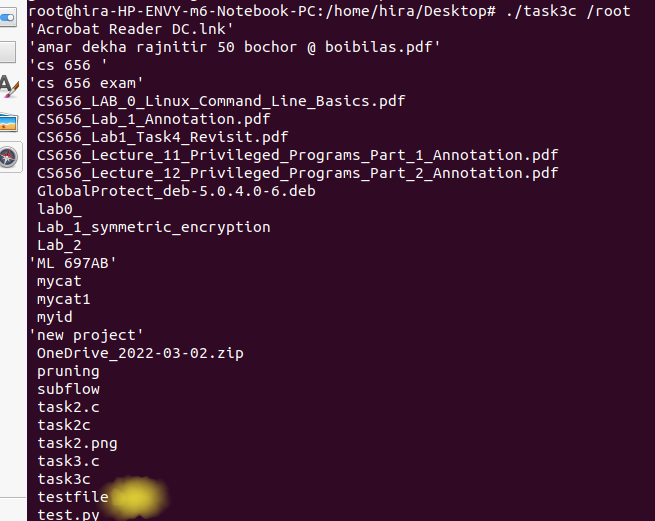 root@hira-HP-ENVY-m6-Notebook-PC:/home/hira/Desktop# ./task3c /root
'Acrobat Reader DC.lnk'
'amar dekha rajnitir 50 bochor @ boibilas.pdf'
'cs 656 '
'cs 656 exam'
CS656_LAB_0_Linux_Command_Line_Basics.pdf
CS656_Lab_1_Annotation.pdf
CS656_Lab1_Task4_Revisit.pdf
CS656_Lecture_11_Privileged_Programs_Part_1_Annotation.pdf
CS656_Lecture_12_Privileged_Programs_Part_2_Annotation.pdf
GlobalProtect_deb-5.0.4.0-6.deb
lab0_
Lab_1_symmetric_encryption
Lab_2
'ML 697AB'
mycat
mycat1
myid
'new project'
OneDrive_2022-03-02.zip
pruning
subflow
task2.c
task2c
task2.png
task3.c
task3c
testfile
test.py